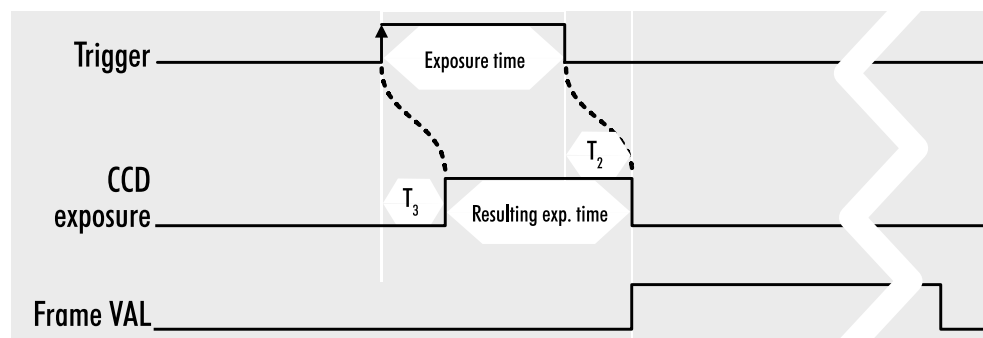 Trigger
Exposure time
T₂
CCD
exposure
T₃
Resulting exp. time
Frame VAL